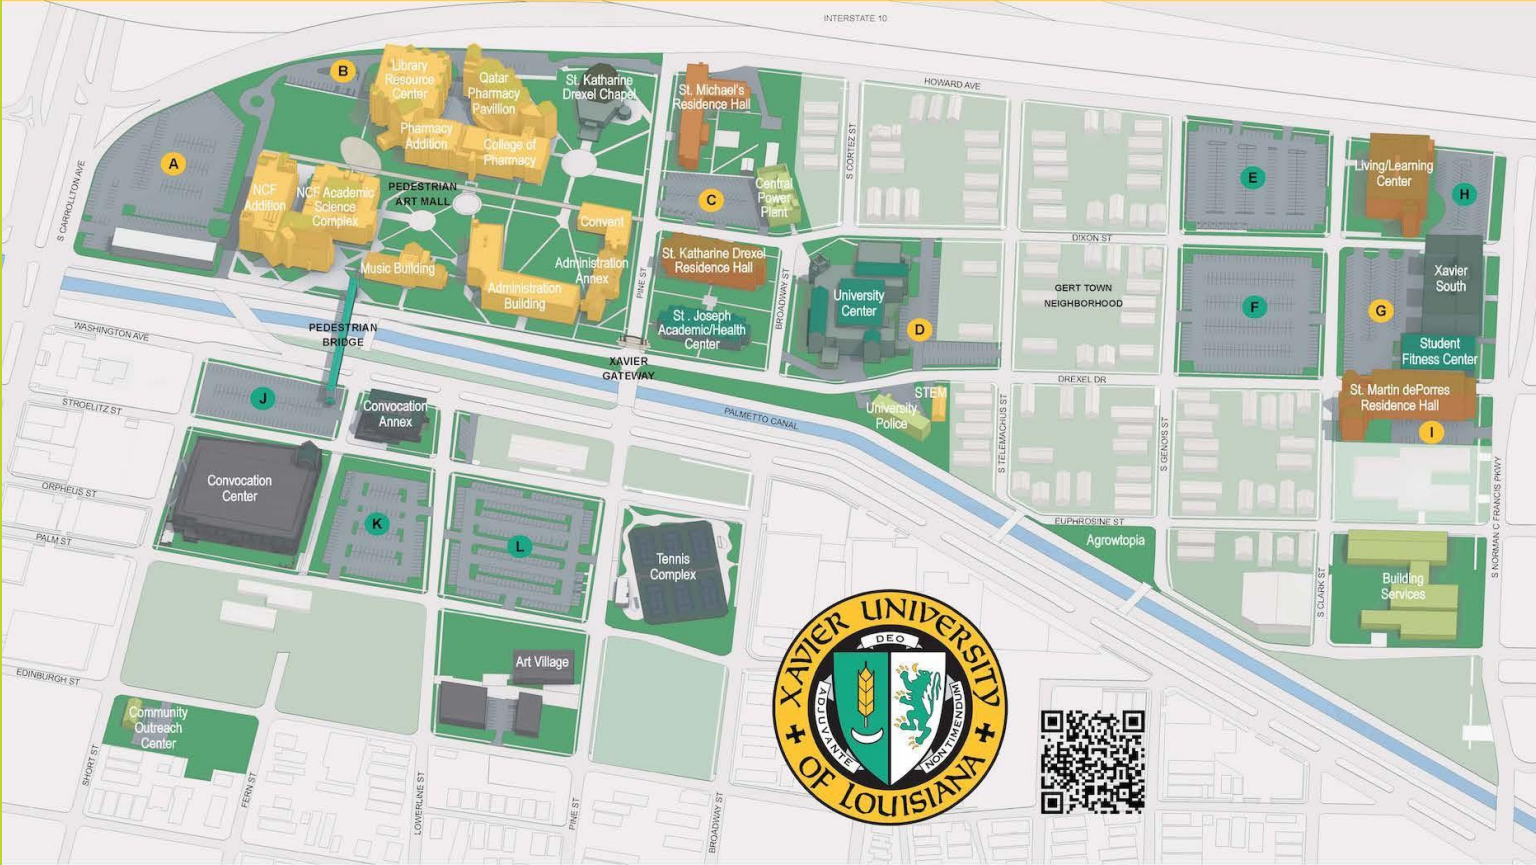 INTERSTATE 10
HOWARD AVE
B
Library
Resource
Center
Qatar
Pharmacy
Pavillion
St. Katharine
Drexel Chapel
St. Michael's
Residence Hall
Pharmacy
Addition
College of
Pharmacy
A
S CARROLLTON AVE
NCF
Addition
NCF Academic
Science
Complex
PEDESTRIAN
ART MALL
Convent
C
Central
Power
Plant
S CORTEZ ST
E
Living/Learning
Center
H
Music Building
Administration
Annex
Administration
Building
PINE ST
St. Katharine Drexel
Residence Hall
BROADWAY ST
DIXON ST
St . Joseph
Academic/Health
Center
University
Center
D
GERT TOWN
NEIGHBORHOOD
F
G
Xavier
South
Student
Fitness Center
WASHINGTON AVE
PEDESTRIAN
BRIDGE
XAVIER
GATEWAY
DREXEL DR
St. Martin dePorres
Residence Hall
I
STROELITZ ST
J
Convocation
Annex
PALMETTO CANAL
University
Police
STEM
S TELEMACHUS ST
S GENOIS ST
ORPHEUS ST
Convocation
Center
K
L
Tennis
Complex
EUPHROSINE ST
Agrowtopia
S CLARK ST
S NORMAN C FRANCIS PKWY
Building
Services
PALM ST
EDINBURGH ST
Art Village
Community
Outreach
Center
SHORT ST
FERN ST
LOWERLINE ST
PINE ST
BROADWAY ST
XAVIER UNIVERSITY
DEO
ADJUVANTE
NON TIMENDUM
OF LOUISIANA